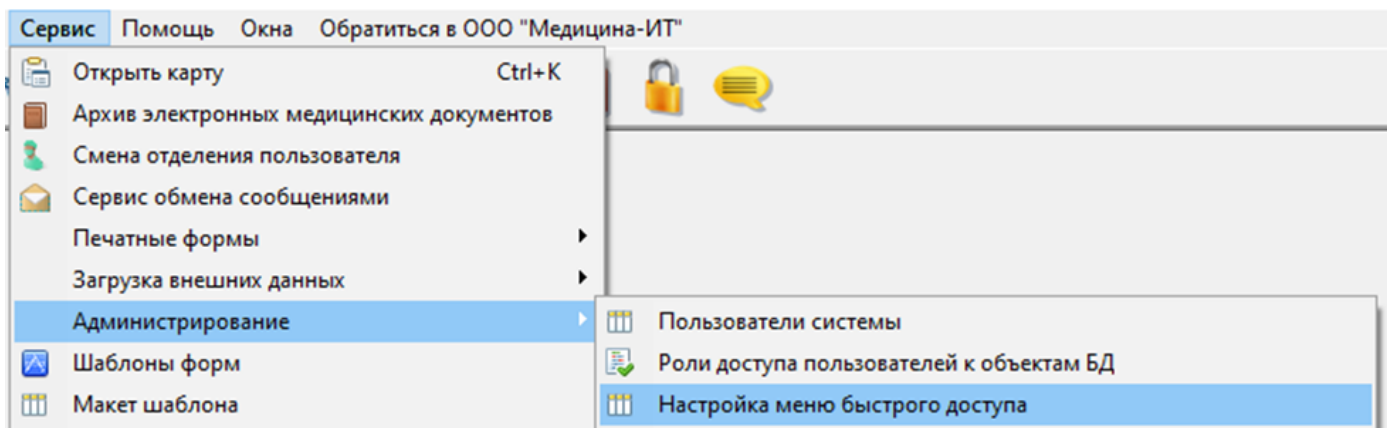 Сервис Помощь Окна Обратиться в ООО "Медицина-ИТ"
Открыть карту Ctrl+K
Архив электронных медицинских документов
Смена отделения пользователя
Сервис обмена сообщениями
Печатные формы
Загрузка внешних данных
Администрирование
Пользователи системы
Шаблоны форм
Роли доступа пользователей к объектам БД
Макет шаблона
Настройка меню быстрого доступа